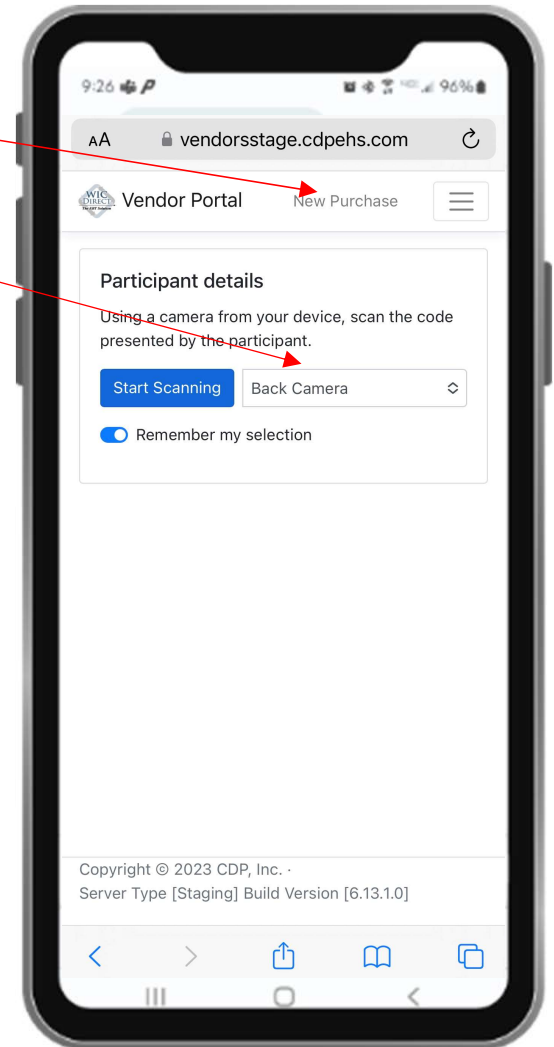 9:26
96%
AA vendorsstage.cdpehs.com
WIC
DIRECT
Vendor Portal New Purchase
Participant details
Using a camera from your device, scan the code
presented by the participant.
Start Scanning Back Camera
Remember my selection
Copyright © 2023 CDP, Inc. ·
Server Type [Staging] Build Version [6.13.1.0]